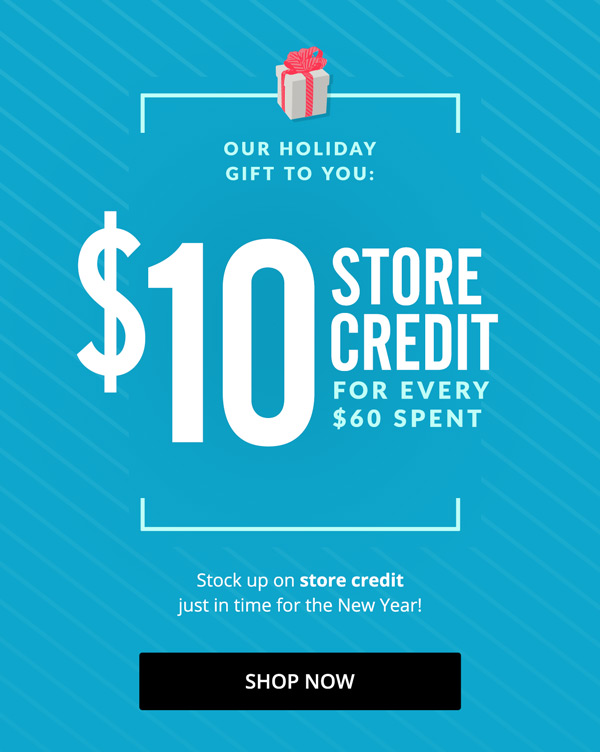 OUR HOLIDAY
GIFT TO YOU:
$10 STORE
CREDIT
FOR EVERY
$60 SPENT
Stock up on store credit
just in time for the New Year!
SHOP NOW